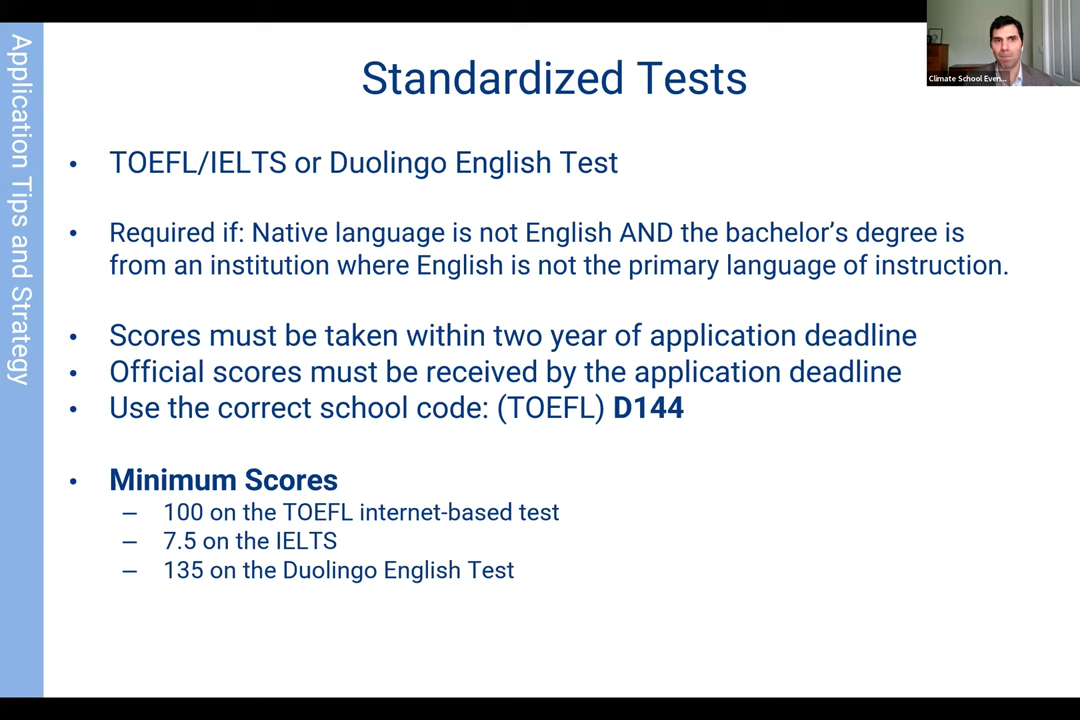 Application Tips and Strategy
Standardized Tests
Climate School Even...
• TOEFL/IELTS or Duolingo English Test
• Required if: Native language is not English AND the bachelor’s degree is
from an institution where English is not the primary language of instruction.
• Scores must be taken within two year of application deadline
• Official scores must be received by the application deadline
• Use the correct school code: (TOEFL) D144
• Minimum Scores
– 100 on the TOEFL internet-based test
– 7.5 on the IELTS
– 135 on the Duolingo English Test